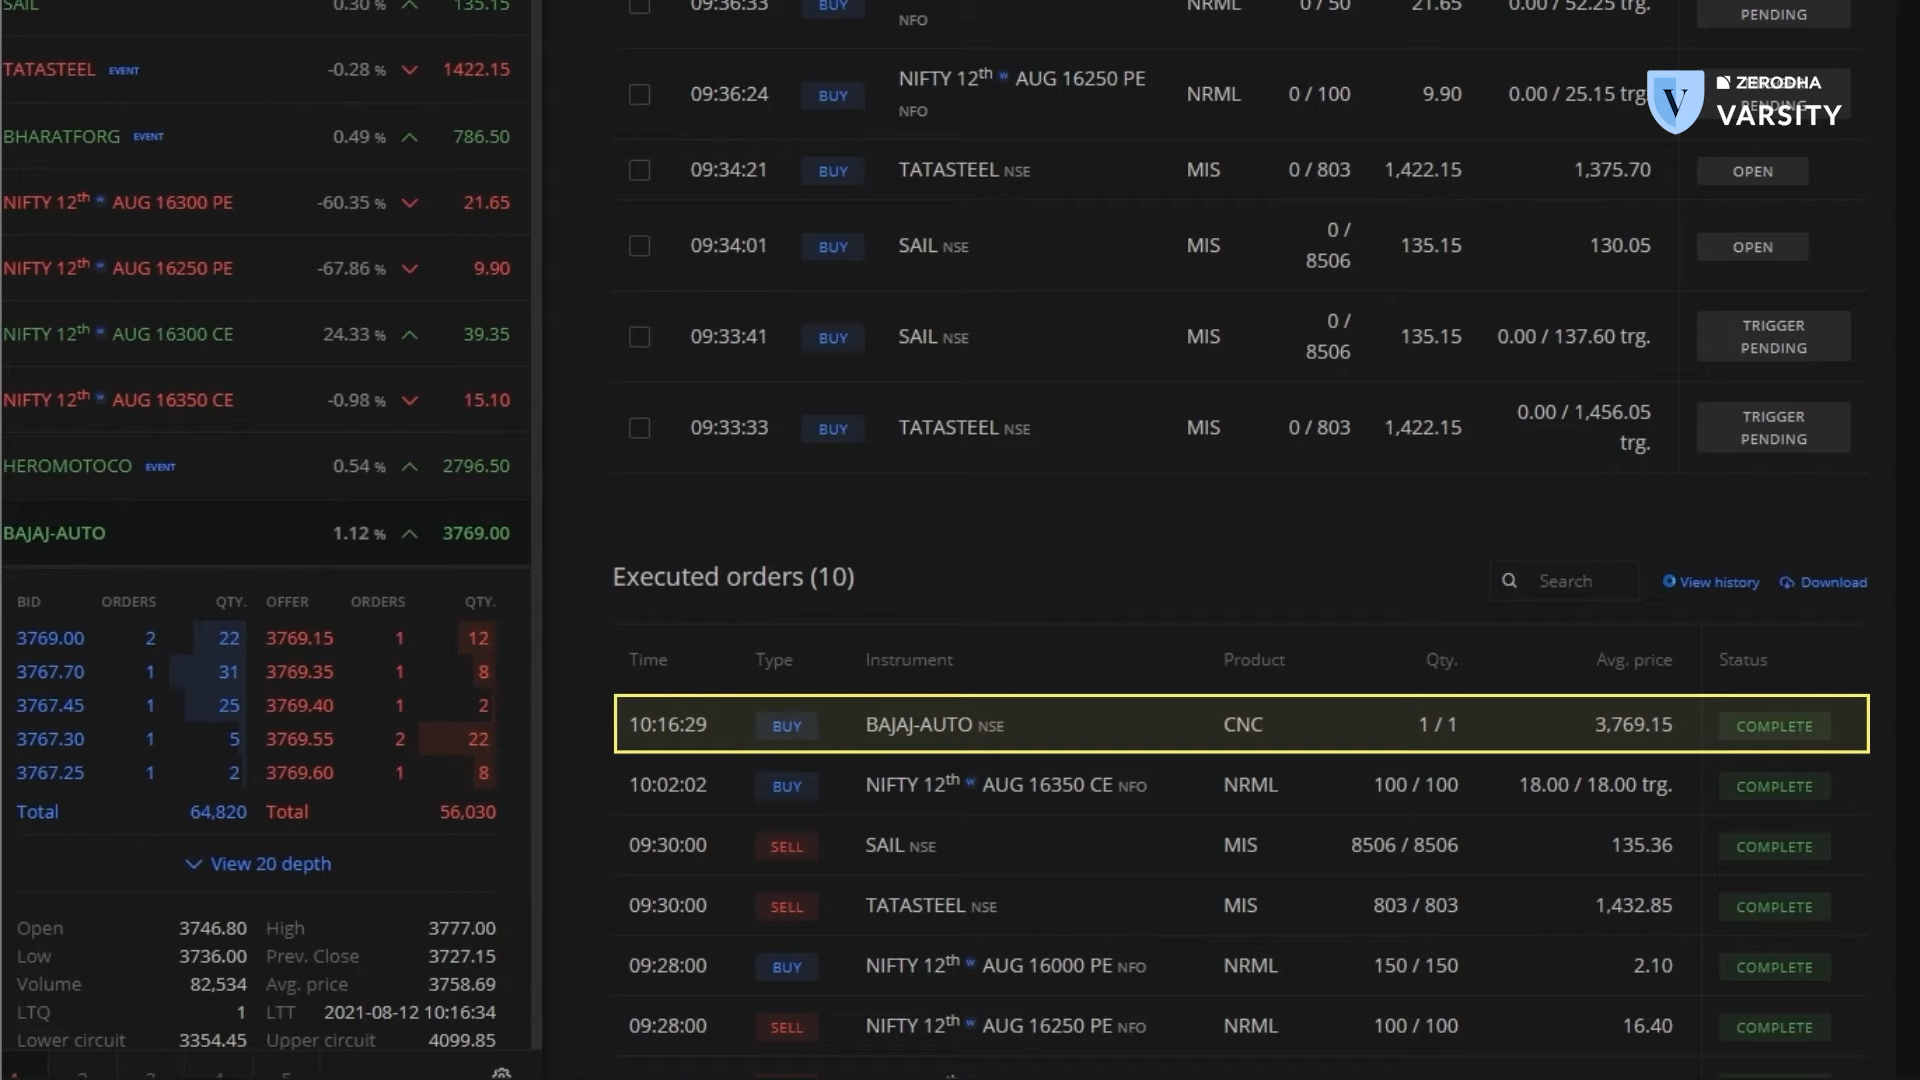 SAIL 0.30 % 135.15
TATASTEEL EVENT -0.28 % 1422.15
BHARATFORG EVENT 0.49 % 786.50
NIFTY 12th w AUG 16300 PE -60.35 % 21.65
NIFTY 12th w AUG 16250 PE -67.86 % 9.90
NIFTY 12th w AUG 16300 CE 24.33 % 39.35
NIFTY 12th w AUG 16350 CE -0.98 % 15.10
HEROMOTOCO EVENT 0.54 % 2796.50
BAJAJ-AUTO 1.12 % 3769.00
BID ORDERS QTY. OFFER ORDERS QTY.
3769.00 2 22 3769.15 1 12
3767.70 1 31 3769.35 1 8
3767.45 1 25 3769.40 1 2
3767.30 1 5 3769.55 2 22
3767.25 1 2 3769.60 1 8
Total 64,820 Total 56,030
View 20 depth
Open 3746.80 High 3777.00
Low 3736.00 Prev. Close 3727.15
Volume 82,534 Avg. price 3758.69
LTQ 1 LTT 2021-08-12 10:16:34
Lower circuit 3354.45 Upper circuit 4099.85
09:36:33 BUY NFO NRML 0 / 50 21.65 0.00 / 52.25 trg. PENDING
09:36:24 BUY NIFTY 12th w AUG 16250 PE NFO NRML 0 / 100 9.90 0.00 / 25.15 trg. PENDING
09:34:21 BUY TATASTEEL NSE MIS 0 / 803 1,422.15 1,375.70 OPEN
09:34:01 BUY SAIL NSE MIS 0 / 8506 135.15 130.05 OPEN
09:33:41 BUY SAIL NSE MIS 0 / 8506 135.15 0.00 / 137.60 trg. TRIGGER PENDING
09:33:33 BUY TATASTEEL NSE MIS 0 / 803 1,422.15 0.00 / 1,456.05 trg. TRIGGER PENDING
ZERODHA
VARSITY
Executed orders (10) Search View history Download
Time Type Instrument Product Qty. Avg. price Status
10:16:29 BUY BAJAJ-AUTO NSE CNC 1 / 1 3,769.15 COMPLETE
10:02:02 BUY NIFTY 12th w AUG 16350 CE NFO NRML 100 / 100 18.00 / 18.00 trg. COMPLETE
09:30:00 SELL SAIL NSE MIS 8506 / 8506 135.36 COMPLETE
09:30:00 SELL TATASTEEL NSE MIS 803 / 803 1,432.85 COMPLETE
09:28:00 BUY NIFTY 12th w AUG 16000 PE NFO NRML 150 / 150 2.10 COMPLETE
09:28:00 SELL NIFTY 12th w AUG 16250 PE NFO NRML 100 / 100 16.40 COMPLETE